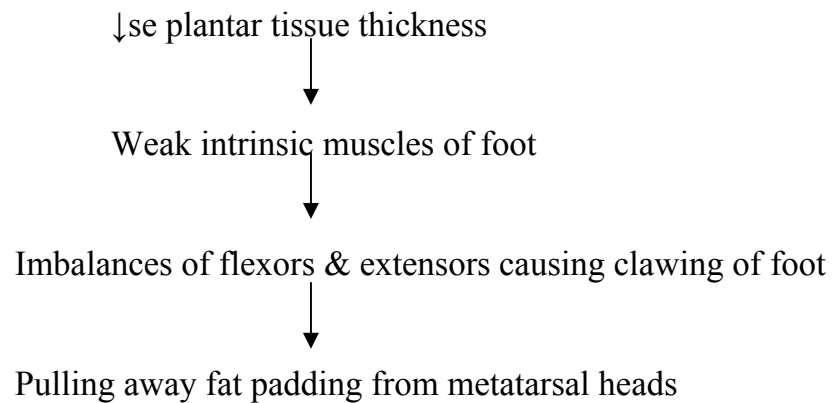 ↓se plantar tissue thickness
Weak intrinsic muscles of foot
Imbalances of flexors & extensors causing clawing of foot
Pulling away fat padding from metatarsal heads